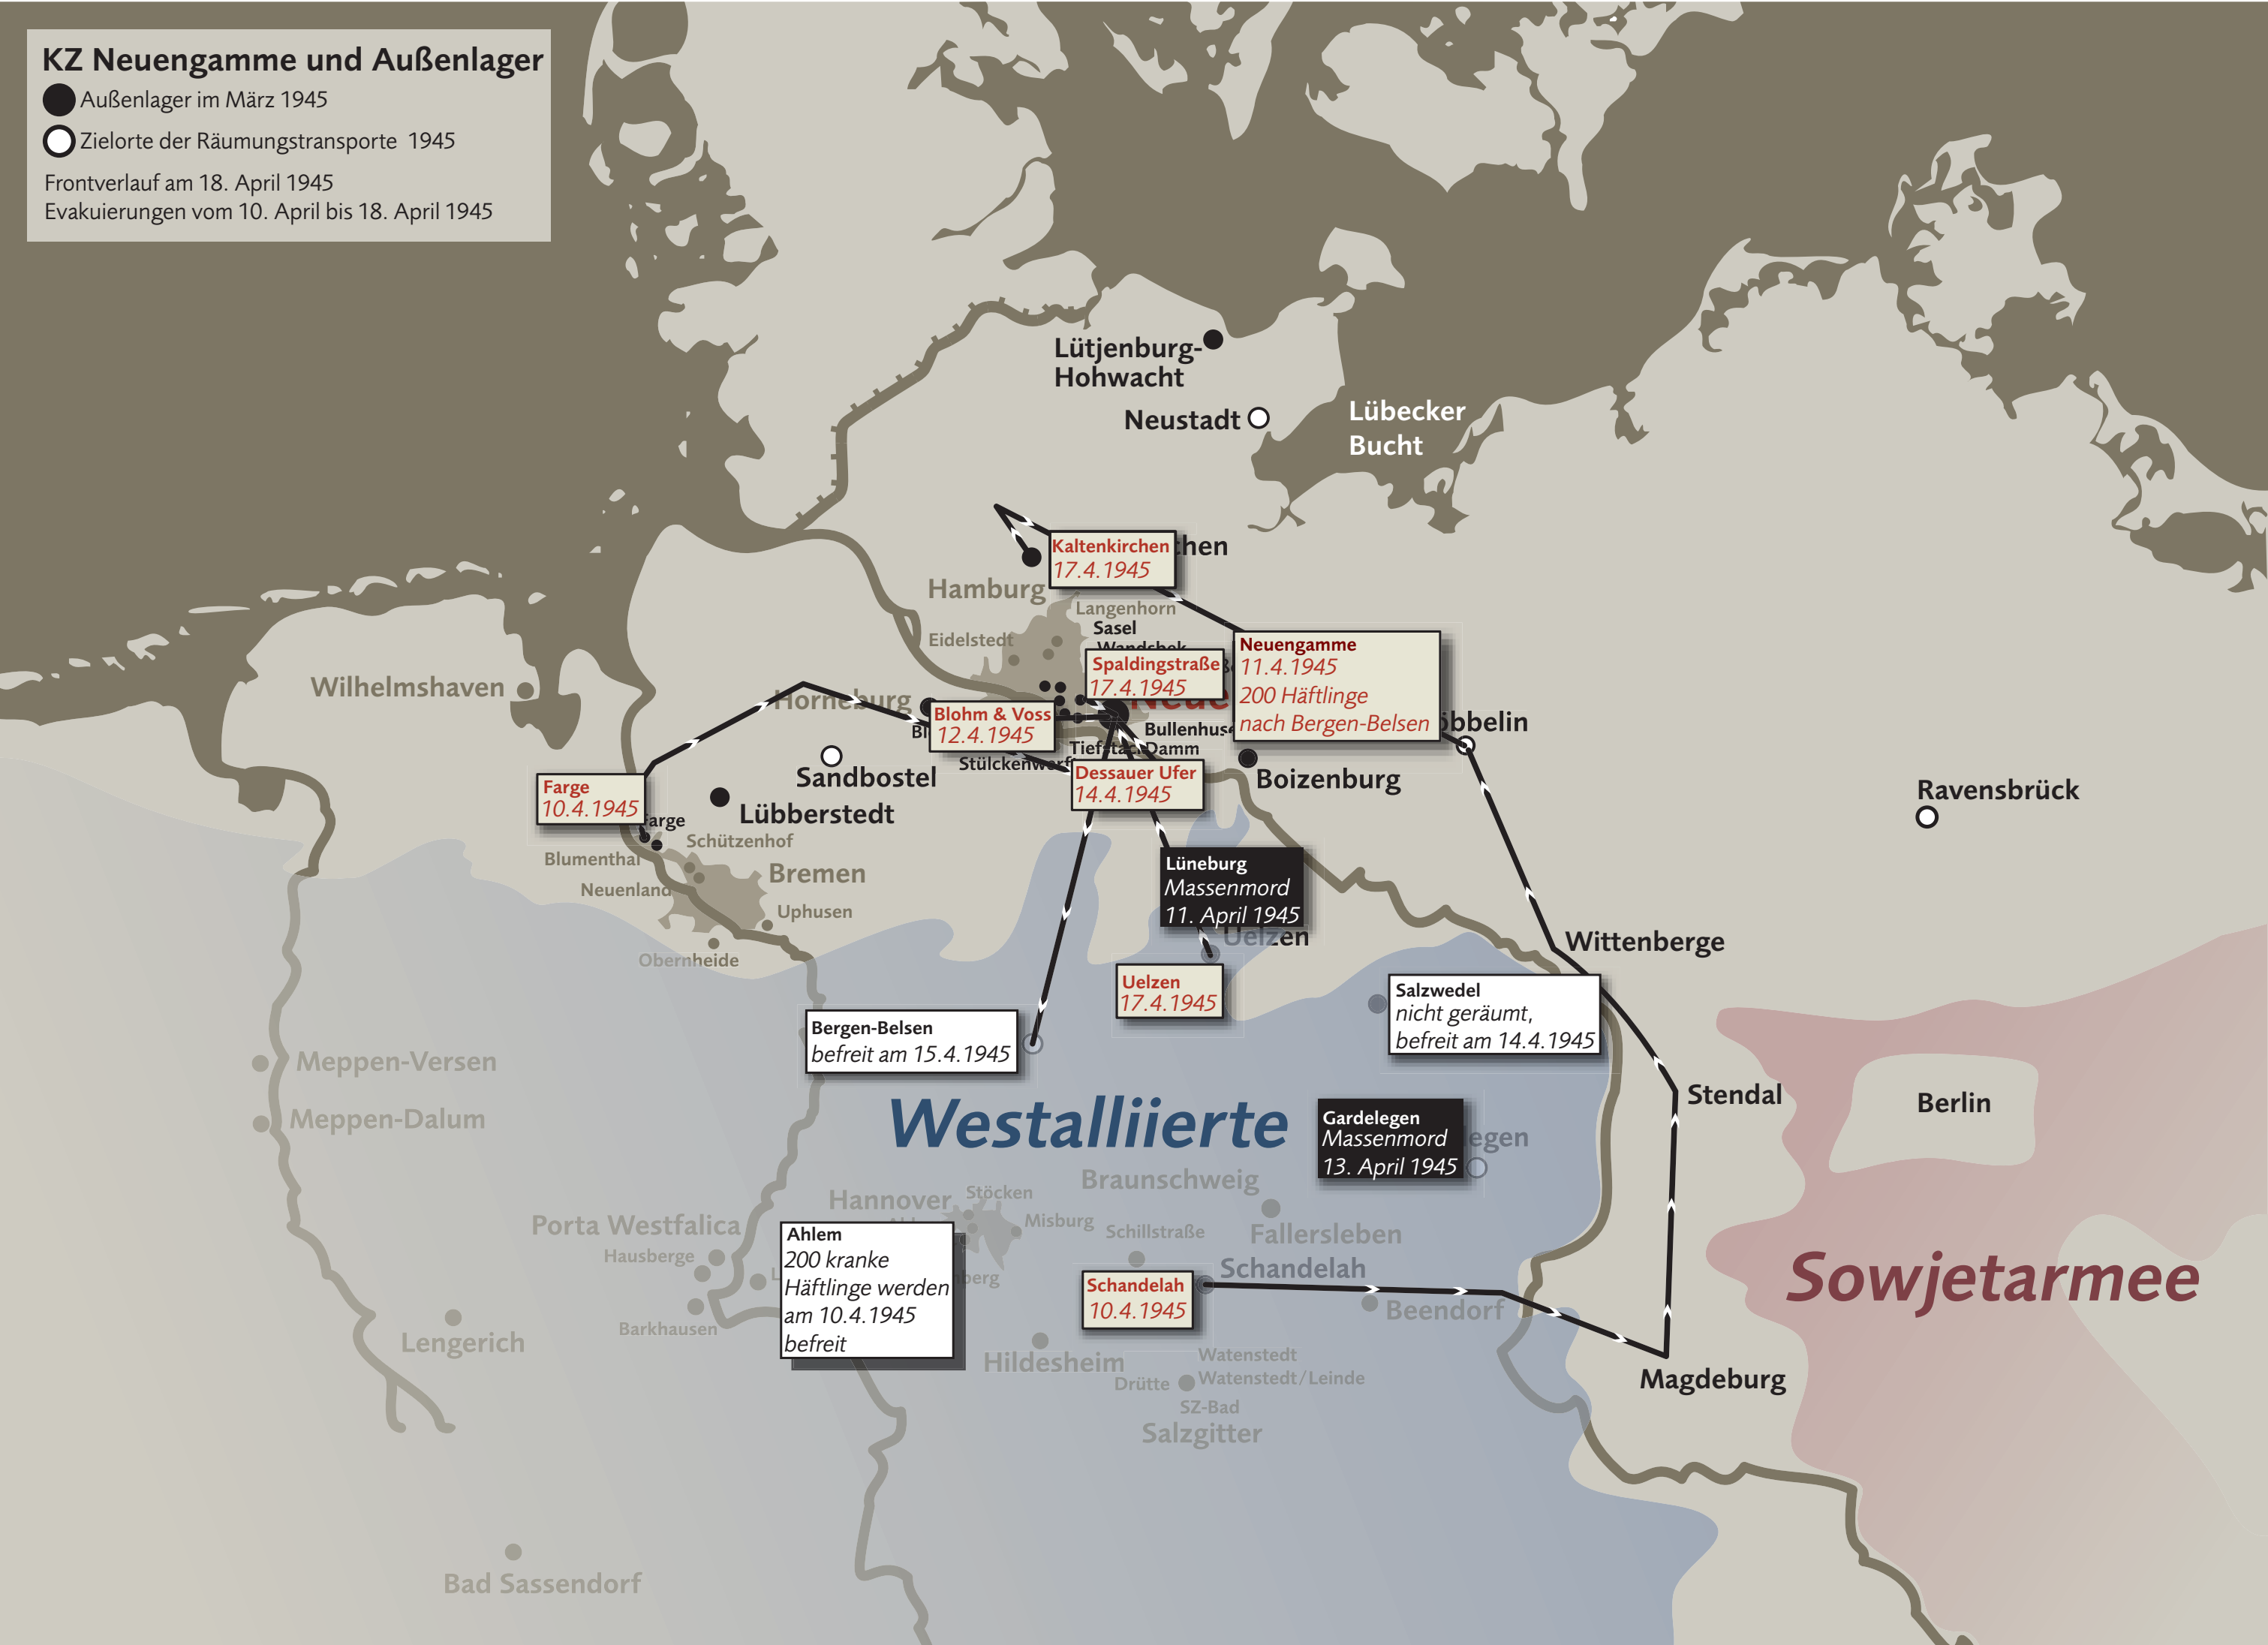 KZ Neuengamme und Außenlager
Außenlager im März 1945
Zielorte der Räumungstransporte 1945
Frontverlauf am 18. April 1945
Evakuierungen vom 10. April bis 18. April 1945
Lütjenburg-
Hohwacht
Neustadt
Lübecker
Bucht
Kaltenkirchen
17.4.1945
Hamburg
Langenhorn
Sasel
Eidelstedt
Spaldingstraße
17.4.1945
Neuengamme
11.4.1945
200 Häftlinge
nach Bergen-Belsen
Wilhelmshaven
Horneburg
Blohm & Voss
12.4.1945
Bullenhus
Tiefstac
Damm
Stülckenwerft
öbbelin
Sandbostel
Dessauer Ufer
14.4.1945
Boizenburg
Ravensbrück
Farge
10.4.1945
arge
Lübberstedt
Schützenhof
Blumenthal
Bremen
Neuenland
Uphusen
Obernheide
Lüneburg
Massenmord
11. April 1945
Uelzen
Uelzen
17.4.1945
Wittenberge
Salzwedel
nicht geräumt,
befreit am 14.4.1945
Bergen-Belsen
befreit am 15.4.1945
Meppen-Versen
Meppen-Dalum
Westalliierte
Stendal
Berlin
Gardelegen
Massenmord
13. April 1945
egen
Braunschweig
Hannover
Stöcken
Misburg
Porta Westfalica
Hausberge
Barkhausen
Ahlem
200 kranke
Häftlinge werden
am 10.4.1945
befreit
nberg
Schillstraße
Fallersleben
Schandelah
Schandelah
10.4.1945
Beendorf
Sowjetarmee
Lengerich
Hildesheim
Watenstedt
Watenstedt/Leinde
Drütte
SZ-Bad
Salzgitter
Magdeburg
Bad Sassendorf